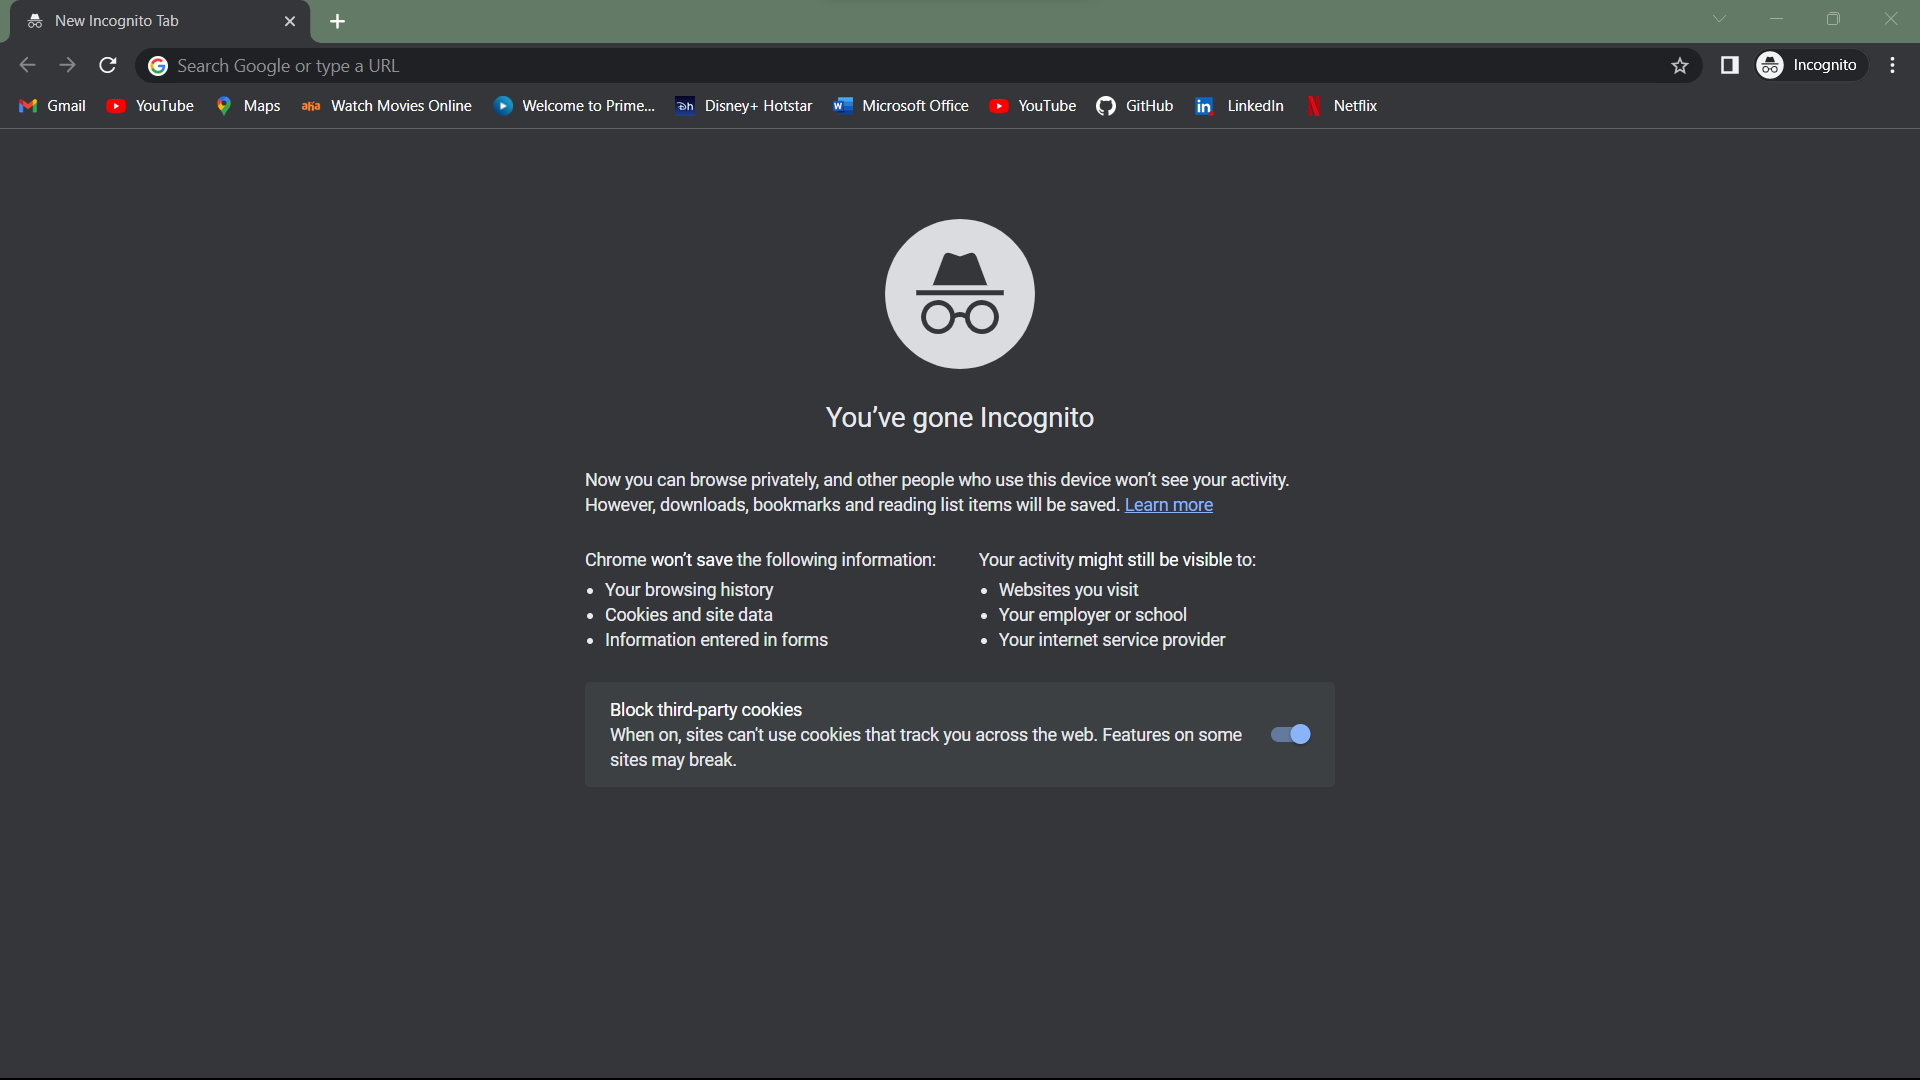 New Incognito Tab
Search Google or type a URL
Incognito
Gmail YouTube Maps aha Watch Movies Online Welcome to Prime... Disney+ Hotstar Microsoft Office YouTube GitHub LinkedIn Netflix
You’ve gone Incognito
Now you can browse privately, and other people who use this device won’t see your activity.
However, downloads, bookmarks and reading list items will be saved. Learn more
Chrome won’t save the following information:
• Your browsing history
• Cookies and site data
• Information entered in forms
Your activity might still be visible to:
• Websites you visit
• Your employer or school
• Your internet service provider
Block third-party cookies
When on, sites can't use cookies that track you across the web. Features on some
sites may break.